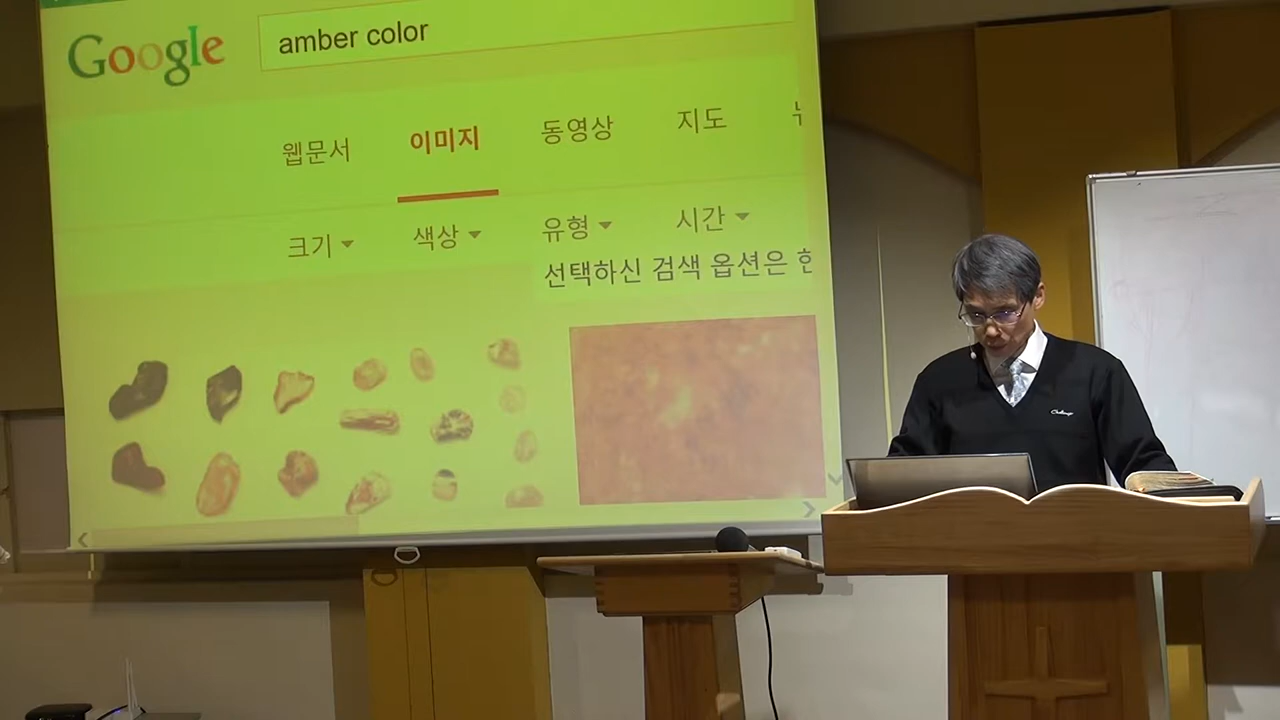 Google amber color
웹문서 이미지 동영상 지도
크기 색상 유형 시간
선택하신 검색 옵션은
Challenge